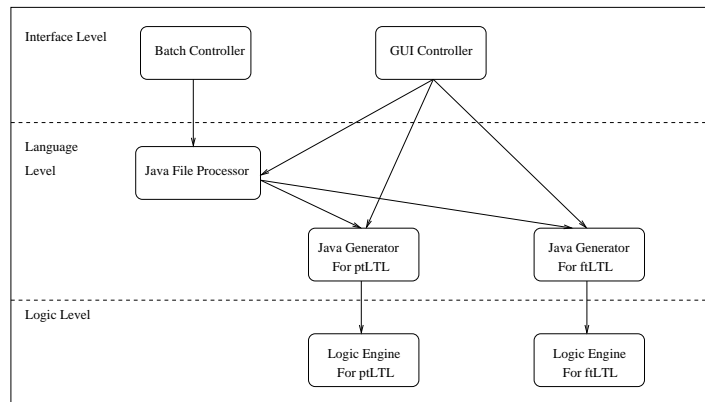 Interface Level
Batch Controller
GUI Controller
Language
Level
Java File Processor
Java Generator
For ptLTL
Java Generator
For ftLTL
Logic Level
Logic Engine
For ptLTL
Logic Engine
For ftLTL